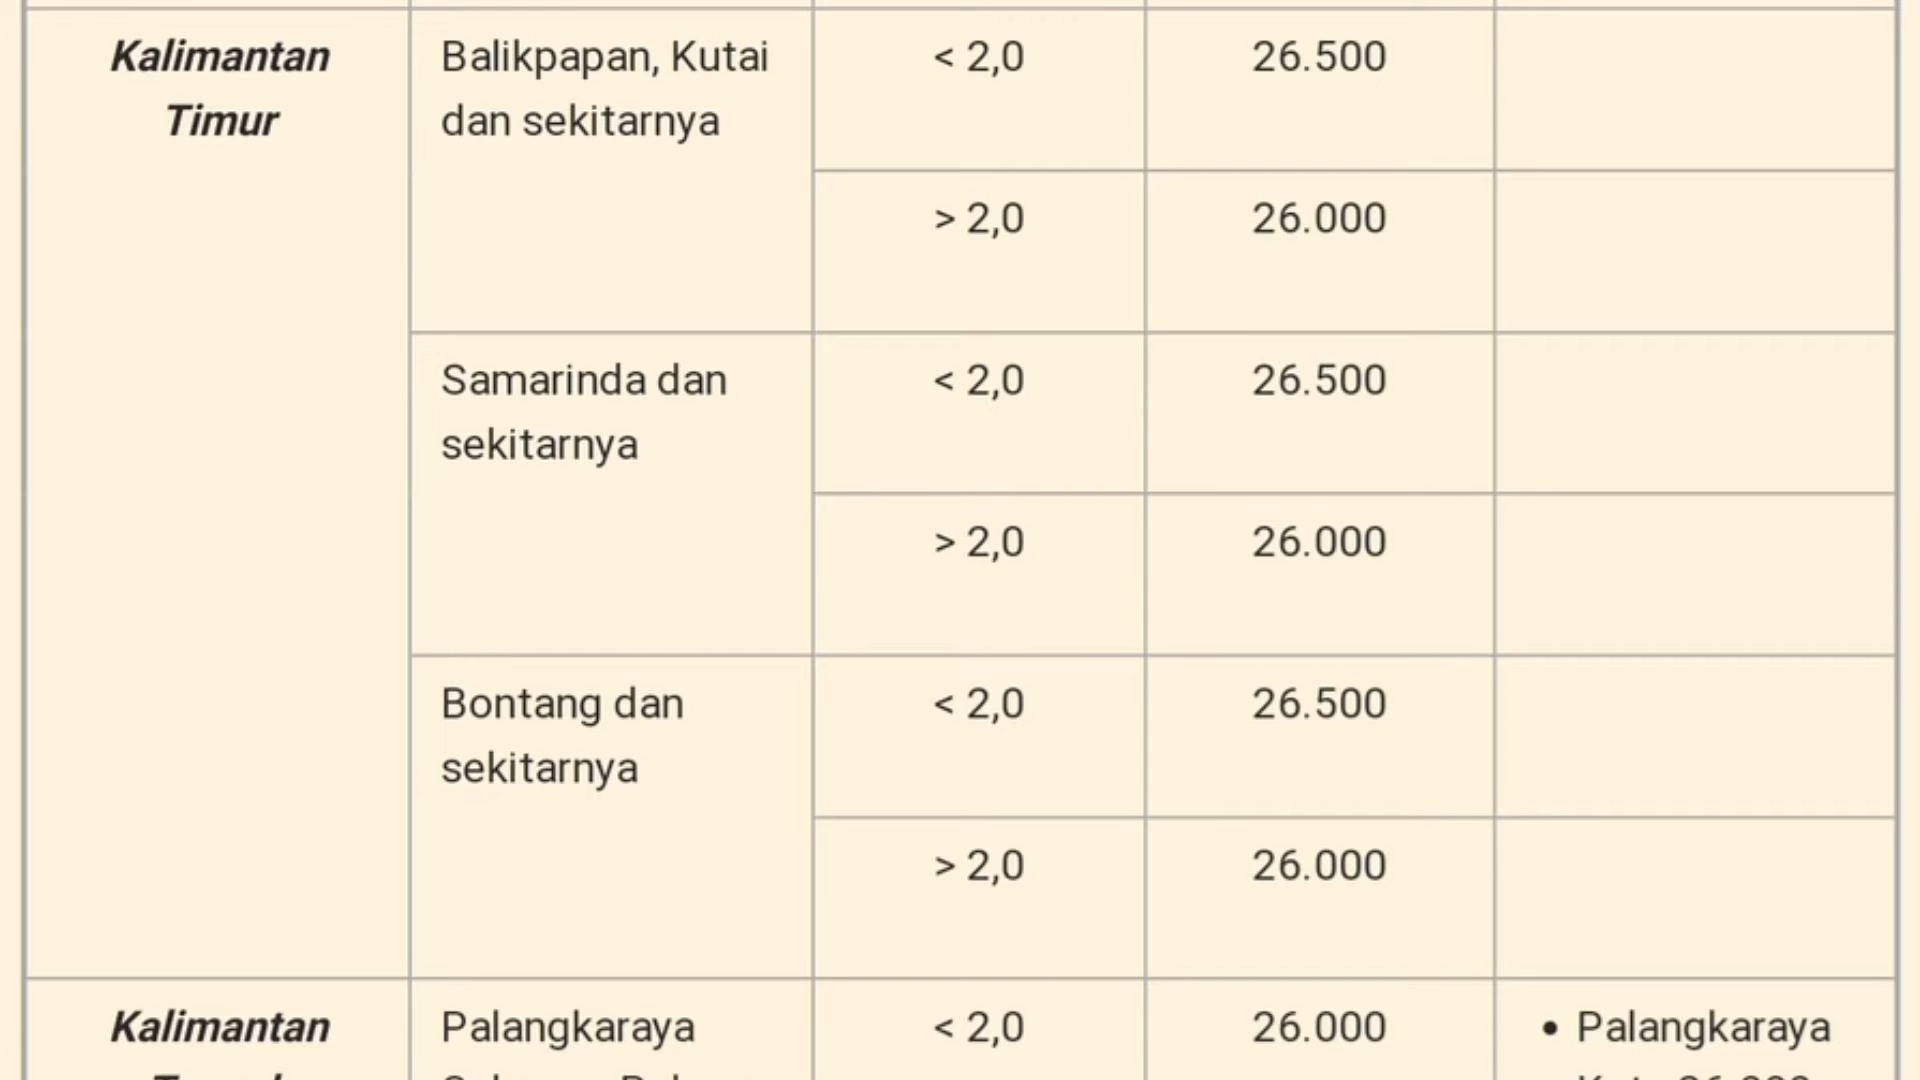 Kalimantan
Timur
Balikpapan, Kutai
dan sekitarnya
< 2,0
26.500
> 2,0
26.000
Samarinda dan
sekitarnya
< 2,0
26.500
> 2,0
26.000
Bontang dan
sekitarnya
< 2,0
26.500
> 2,0
26.000
Kalimantan
Palangkaraya
< 2,0
26.000
• Palangkaraya